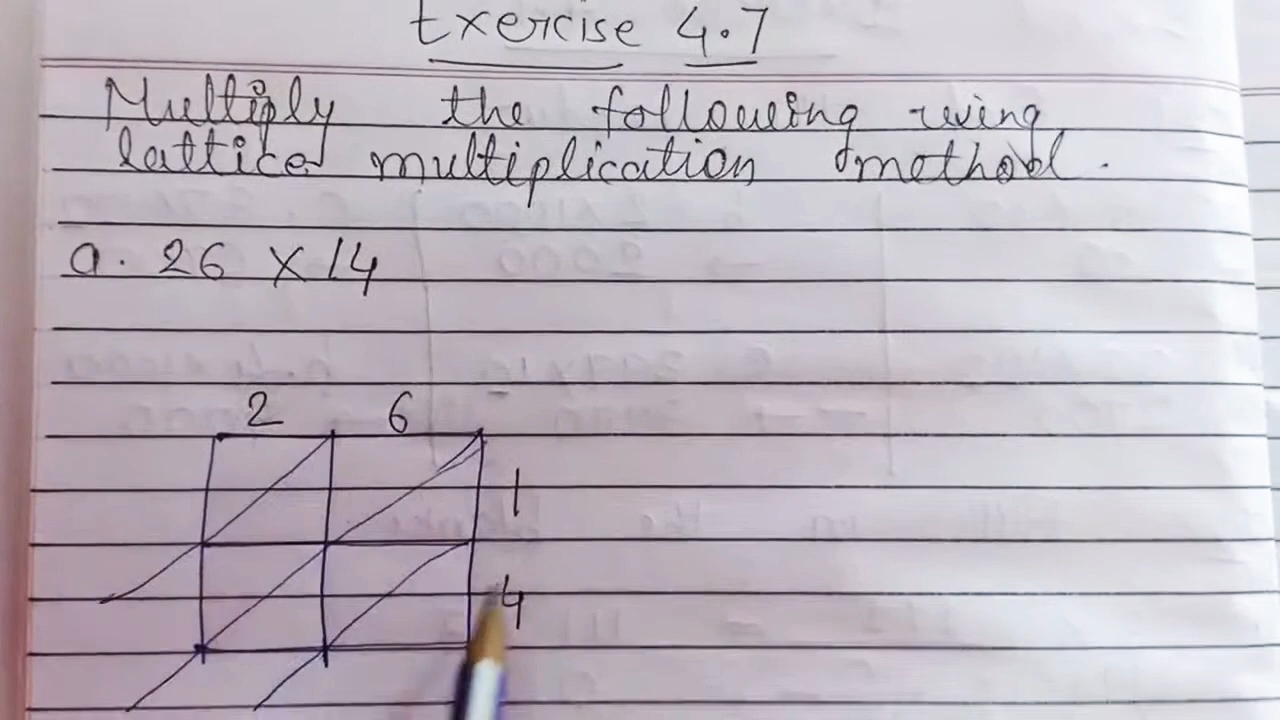 Exercise 4.7
Multiply the following using
lattice multiplication method.
a. 26 x 14
2 6
1
4